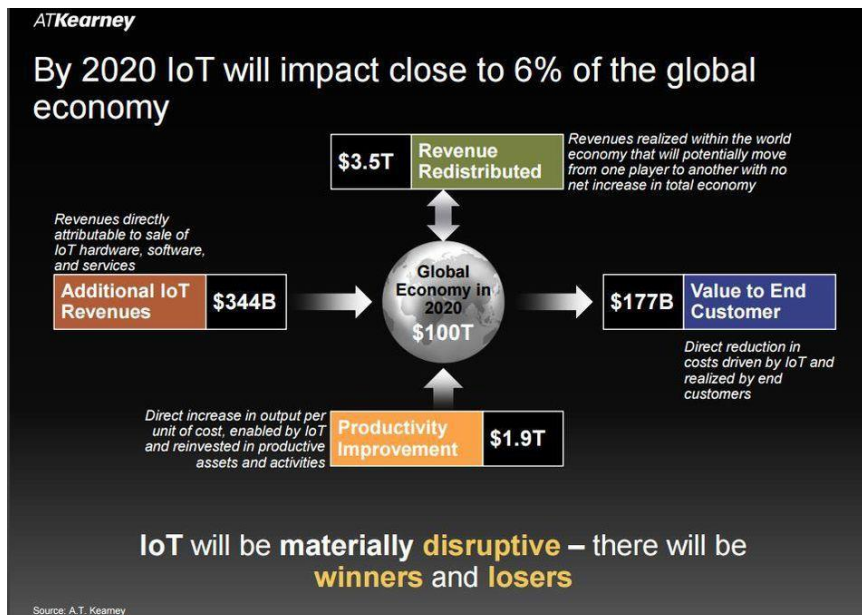 ATKearney
By 2020 IoT will impact close to 6% of the global
economy
$3.5T
Revenue
Redistributed
Revenues realized within the world
economy that will potentially move
from one player to another with no
net increase in total economy
Revenues directly
attributable to sale of
IoT hardware, software,
and services
Additional IoT
Revenues
$344B
Global
Economy in
2020
$100T
$177B
Value to End
Customer
Direct reduction in
costs driven by IoT and
realized by end
customers
Direct increase in output per
unit of cost, enabled by IoT
and reinvested in productive
assets and activities
Productivity
Improvement
$1.9T
IoT will be materially disruptive – there will be
winners and losers
Source: A.T. Kearney